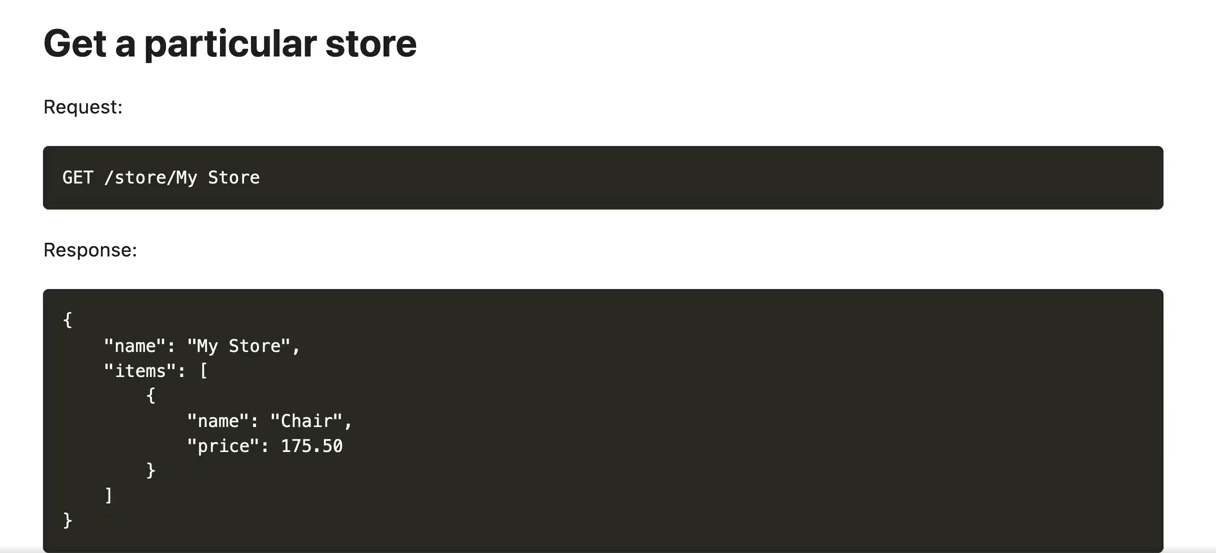 Get a particular store
Request:
GET /store/My Store
Response:
{
    "name": "My Store",
    "items": [
        {
            "name": "Chair",
            "price": 175.50
        }
    ]
}